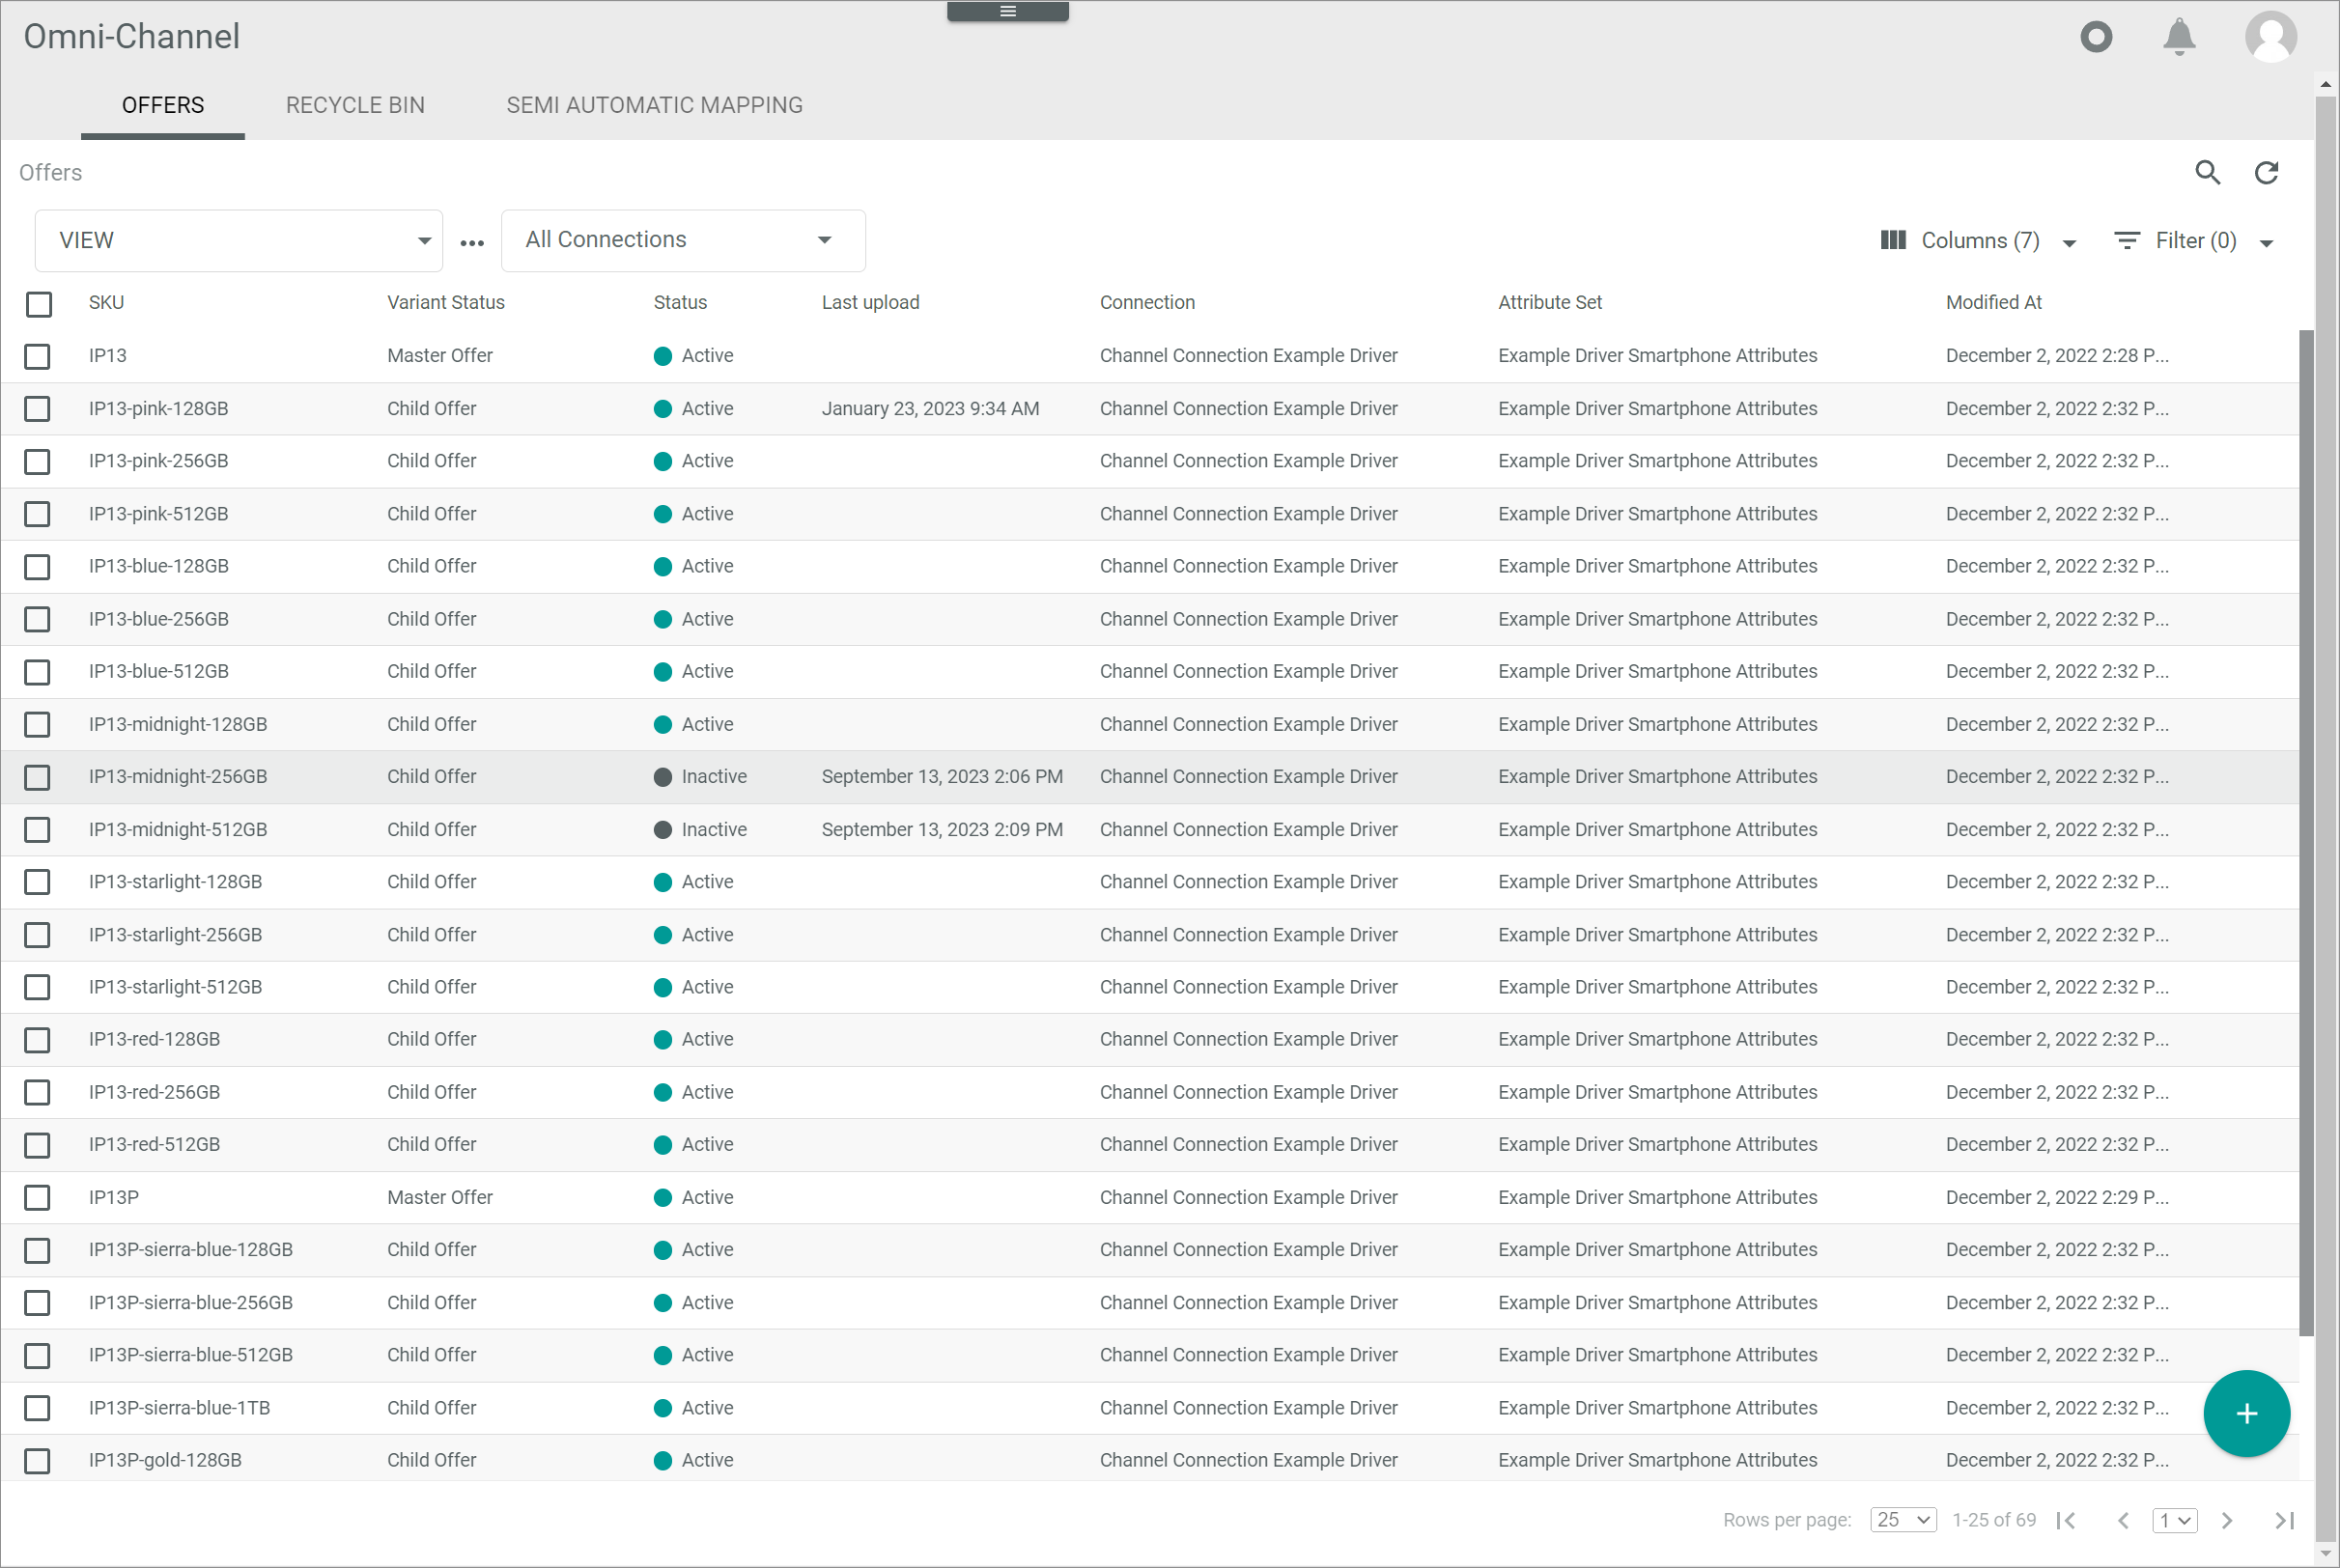 Omni-Channel
OFFERS RECYCLE BIN SEMI AUTOMATIC MAPPING
Offers
VIEW ... All Connections Columns (7) Filter (0)
SKU Variant Status Status Last upload Connection Attribute Set Modified At
IP13 Master Offer Active Channel Connection Example Driver Example Driver Smartphone Attributes December 2, 2022 2:28 P...
IP13-pink-128GB Child Offer Active January 23, 2023 9:34 AM Channel Connection Example Driver Example Driver Smartphone Attributes December 2, 2022 2:32 P...
IP13-pink-256GB Child Offer Active Channel Connection Example Driver Example Driver Smartphone Attributes December 2, 2022 2:32 P...
IP13-pink-512GB Child Offer Active Channel Connection Example Driver Example Driver Smartphone Attributes December 2, 2022 2:32 P...
IP13-blue-128GB Child Offer Active Channel Connection Example Driver Example Driver Smartphone Attributes December 2, 2022 2:32 P...
IP13-blue-256GB Child Offer Active Channel Connection Example Driver Example Driver Smartphone Attributes December 2, 2022 2:32 P...
IP13-blue-512GB Child Offer Active Channel Connection Example Driver Example Driver Smartphone Attributes December 2, 2022 2:32 P...
IP13-midnight-128GB Child Offer Active Channel Connection Example Driver Example Driver Smartphone Attributes December 2, 2022 2:32 P...
IP13-midnight-256GB Child Offer Inactive September 13, 2023 2:06 PM Channel Connection Example Driver Example Driver Smartphone Attributes December 2, 2022 2:32 P...
IP13-midnight-512GB Child Offer Inactive September 13, 2023 2:09 PM Channel Connection Example Driver Example Driver Smartphone Attributes December 2, 2022 2:32 P...
IP13-starlight-128GB Child Offer Active Channel Connection Example Driver Example Driver Smartphone Attributes December 2, 2022 2:32 P...
IP13-starlight-256GB Child Offer Active Channel Connection Example Driver Example Driver Smartphone Attributes December 2, 2022 2:32 P...
IP13-starlight-512GB Child Offer Active Channel Connection Example Driver Example Driver Smartphone Attributes December 2, 2022 2:32 P...
IP13-red-128GB Child Offer Active Channel Connection Example Driver Example Driver Smartphone Attributes December 2, 2022 2:32 P...
IP13-red-256GB Child Offer Active Channel Connection Example Driver Example Driver Smartphone Attributes December 2, 2022 2:32 P...
IP13-red-512GB Child Offer Active Channel Connection Example Driver Example Driver Smartphone Attributes December 2, 2022 2:32 P...
IP13P Master Offer Active Channel Connection Example Driver Example Driver Smartphone Attributes December 2, 2022 2:29 P...
IP13P-sierra-blue-128GB Child Offer Active Channel Connection Example Driver Example Driver Smartphone Attributes December 2, 2022 2:32 P...
IP13P-sierra-blue-256GB Child Offer Active Channel Connection Example Driver Example Driver Smartphone Attributes December 2, 2022 2:32 P...
IP13P-sierra-blue-512GB Child Offer Active Channel Connection Example Driver Example Driver Smartphone Attributes December 2, 2022 2:32 P...
IP13P-sierra-blue-1TB Child Offer Active Channel Connection Example Driver Example Driver Smartphone Attributes December 2, 2022 2:32 P...
IP13P-gold-128GB Child Offer Active Channel Connection Example Driver Example Driver Smartphone Attributes December 2, 2022 2:32 P...
Rows per page: 25 1-25 of 69 1